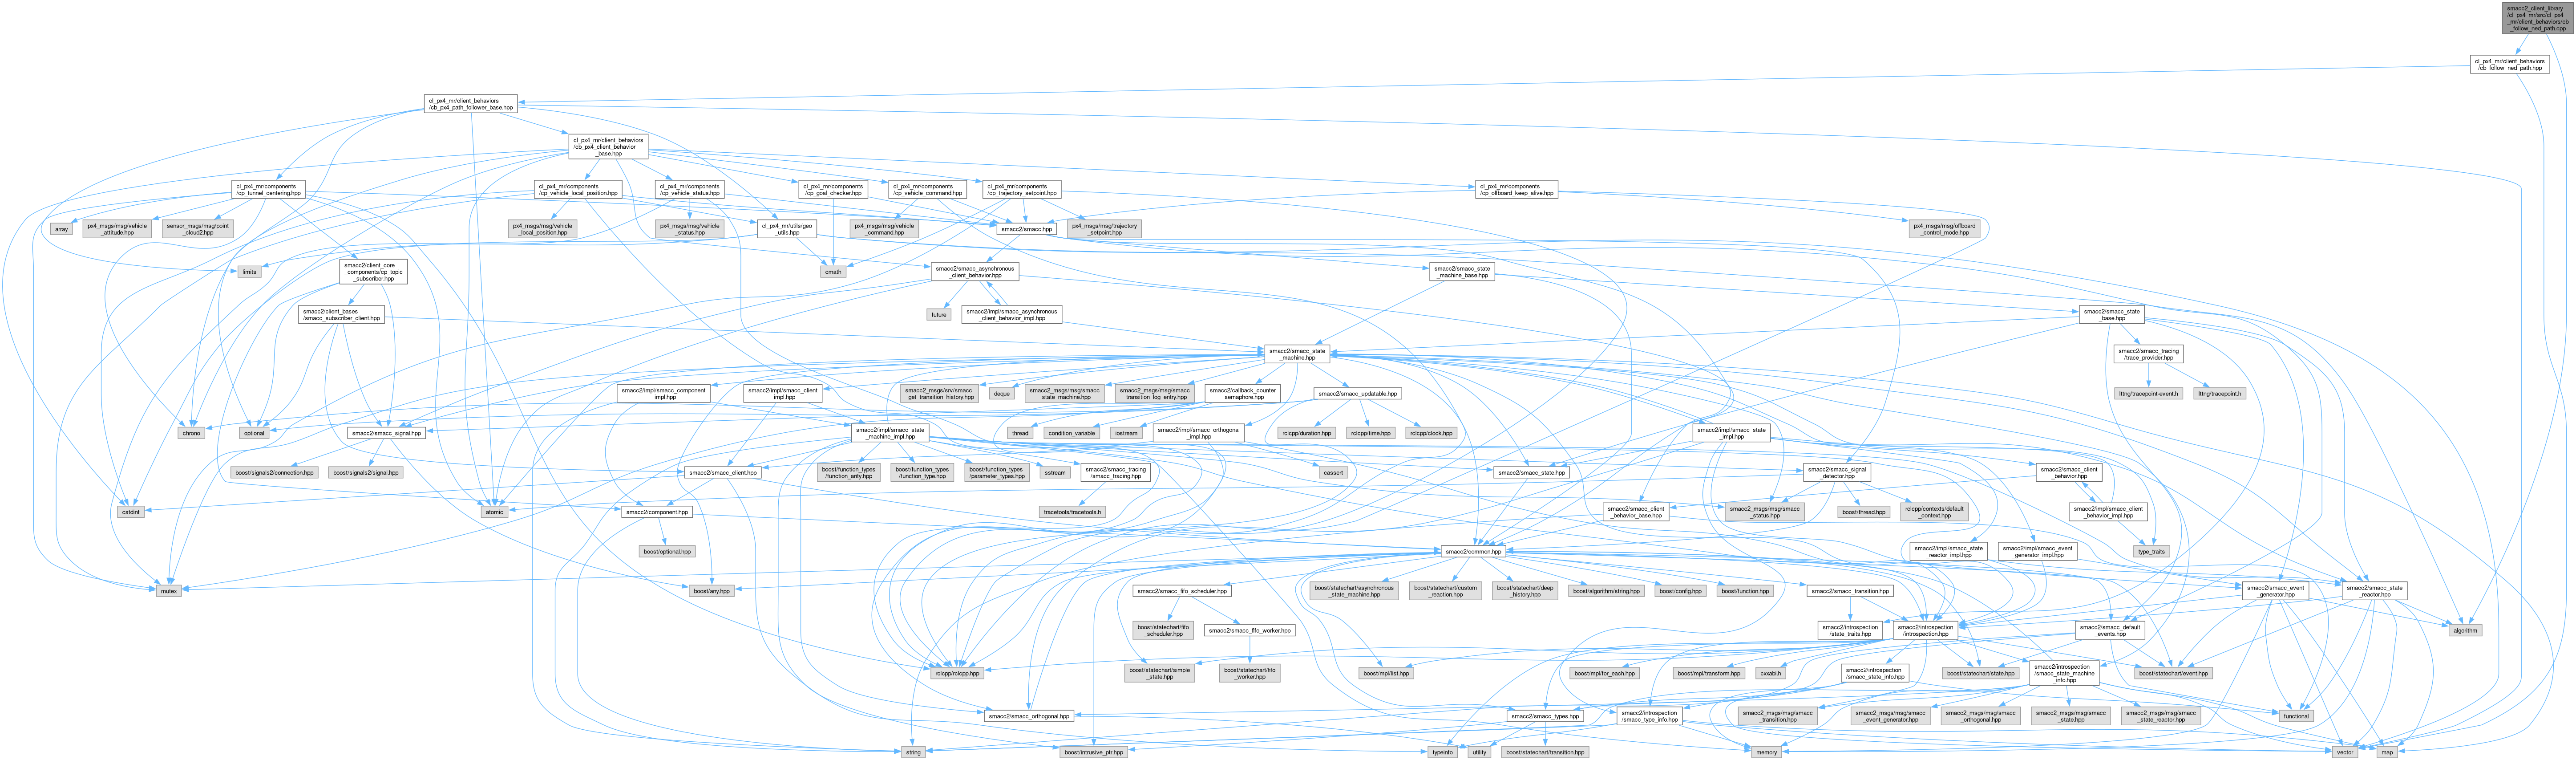 smacc2_client_library
/cl_px4_mr/src/cl_px4
_mr/client_behaviors/cb
_follow_ned_path.cpp
cl_px4_mr/client_behaviors
/cb_follow_ned_path.hpp
cl_px4_mr/client_behaviors
/cb_px4_path_follower_base.hpp
cl_px4_mr/client_behaviors
/cb_px4_client_behavior
_base.hpp
cl_px4_mr/components
/cp_tunnel_centering.hpp
cl_px4_mr/components
/cp_vehicle_local_position.hpp
cl_px4_mr/components
/cp_vehicle_status.hpp
cl_px4_mr/components
/cp_goal_checker.hpp
cl_px4_mr/components
/cp_vehicle_command.hpp
cl_px4_mr/components
/cp_trajectory_setpoint.hpp
cl_px4_mr/components
/cp_offboard_keep_alive.hpp
array
px4_msgs/msg/vehicle
_attitude.hpp
sensor_msgs/msg/point
_cloud2.hpp
px4_msgs/msg/vehicle
_local_position.hpp
px4_msgs/msg/vehicle
_status.hpp
cl_px4_mr/utils/geo
_utils.hpp
px4_msgs/msg/vehicle
_command.hpp
smacc2/smacc.hpp
px4_msgs/msg/trajectory
_setpoint.hpp
px4_msgs/msg/offboard
_control_mode.hpp
limits
smacc2/client_core
_components/cp_topic
_subscriber.hpp
cmath
smacc2/smacc_asynchronous
_client_behavior.hpp
smacc2/smacc_state
_machine_base.hpp
smacc2/client_bases
/smacc_subscriber_client.hpp
future
smacc2/impl/smacc_asynchronous
_client_behavior_impl.hpp
smacc2/smacc_state
_base.hpp
smacc2/smacc_state
_machine.hpp
smacc2/smacc_tracing
/trace_provider.hpp
smacc2/impl/smacc_component
_impl.hpp
smacc2/impl/smacc_client
_impl.hpp
smacc2_msgs/srv/smacc
_get_transition_history.hpp
deque
smacc2_msgs/msg/smacc
_state_machine.hpp
smacc2_msgs/msg/smacc
_transition_log_entry.hpp
smacc2/callback_counter
_semaphore.hpp
smacc2/smacc_updatable.hpp
lttng/tracepoint-event.h
lttng/tracepoint.h
chrono
optional
smacc2/smacc_signal.hpp
smacc2/impl/smacc_state
_machine_impl.hpp
thread
condition_variable
iostream
smacc2/impl/smacc_orthogonal
_impl.hpp
rclcpp/duration.hpp
rclcpp/time.hpp
rclcpp/clock.hpp
smacc2/impl/smacc_state
_impl.hpp
boost/signals2/connection.hpp
boost/signals2/signal.hpp
smacc2/smacc_client.hpp
boost/function_types
/function_arity.hpp
boost/function_types
/function_type.hpp
boost/function_types
/parameter_types.hpp
sstream
smacc2/smacc_tracing
/smacc_tracing.hpp
cassert
smacc2/smacc_state.hpp
smacc2/smacc_signal
_detector.hpp
smacc2/smacc_client
_behavior.hpp
cstdint
atomic
smacc2/component.hpp
tracetools/tracetools.h
smacc2/smacc_client
_behavior_base.hpp
smacc2_msgs/msg/smacc
_status.hpp
boost/thread.hpp
rclcpp/contexts/default
_context.hpp
smacc2/impl/smacc_client
_behavior_impl.hpp
boost/optional.hpp
smacc2/common.hpp
smacc2/impl/smacc_state
_reactor_impl.hpp
smacc2/impl/smacc_event
_generator_impl.hpp
type_traits
mutex
boost/any.hpp
smacc2/smacc_fifo_scheduler.hpp
boost/statechart/asynchronous
_state_machine.hpp
boost/statechart/custom
_reaction.hpp
boost/statechart/deep
_history.hpp
boost/algorithm/string.hpp
boost/config.hpp
boost/function.hpp
smacc2/smacc_transition.hpp
smacc2/smacc_event
_generator.hpp
smacc2/smacc_state
_reactor.hpp
boost/statechart/fifo
_scheduler.hpp
smacc2/smacc_fifo_worker.hpp
smacc2/introspection
/state_traits.hpp
smacc2/introspection
/introspection.hpp
smacc2/smacc_default
_events.hpp
algorithm
rclcpp/rclcpp.hpp
boost/statechart/simple
_state.hpp
boost/statechart/fifo
_worker.hpp
boost/mpl/list.hpp
boost/mpl/for_each.hpp
boost/mpl/transform.hpp
cxxabi.h
smacc2/introspection
/smacc_state_info.hpp
boost/statechart/state.hpp
smacc2/introspection
/smacc_state_machine
_info.hpp
boost/statechart/event.hpp
smacc2/smacc_orthogonal.hpp
smacc2/smacc_types.hpp
smacc2/introspection
/smacc_type_info.hpp
smacc2_msgs/msg/smacc
_transition.hpp
smacc2_msgs/msg/smacc
_event_generator.hpp
smacc2_msgs/msg/smacc
_orthogonal.hpp
smacc2_msgs/msg/smacc
_state.hpp
smacc2_msgs/msg/smacc
_state_reactor.hpp
functional
string
boost/intrusive_ptr.hpp
typeinfo
utility
boost/statechart/transition.hpp
memory
vector
map